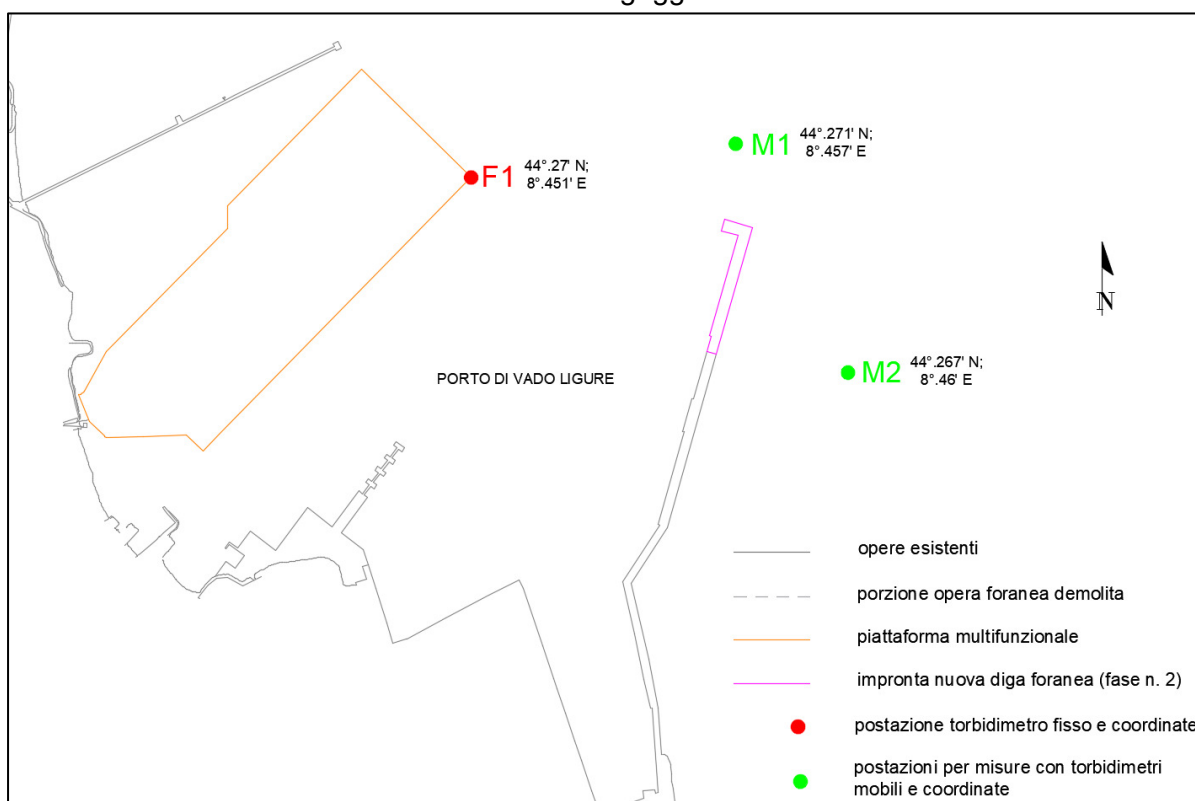 F1
44°.27' N;
8°.451' E
M1
44°.271' N;
8°.457' E
N
M2
44°.267' N;
8°.46' E
PORTO DI VADO LIGURE
opere esistenti
porzione opera foranea demolita
piattaforma multifunzionale
impronta nuova diga foranea (fase n. 2)
postazione torbidimetro fisso e coordinate
postazioni per misure con torbidimetri
mobili e coordinate